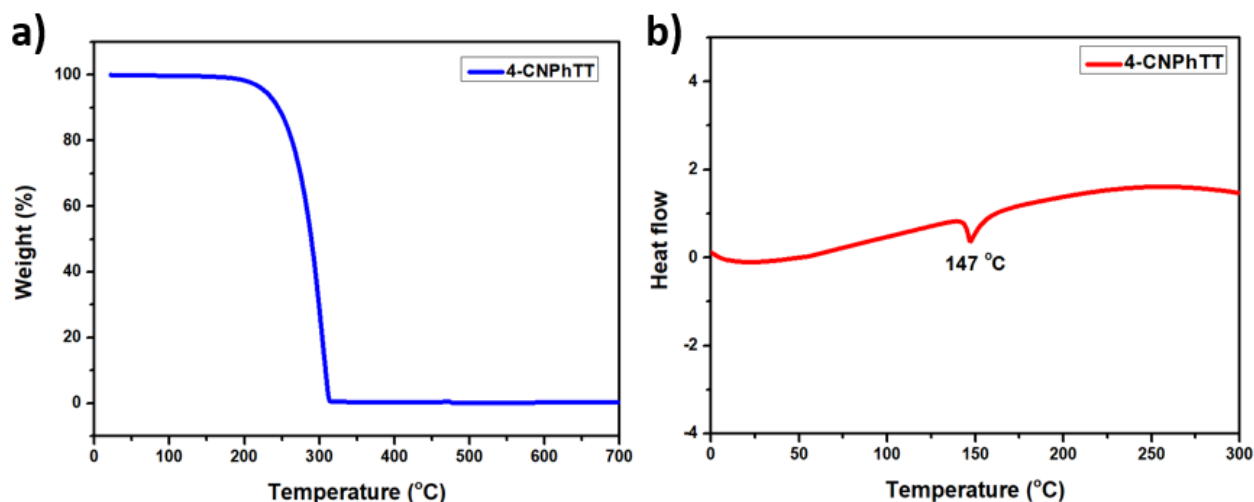 a)
4-CNPhTT
Weight (%)
100
80
60
40
20
0
0 100 200 300 400 500 600 700
Temperature (°C)
b)
4-CNPhTT
Heat flow
4
2
0
-2
-4
147 °C
0 50 100 150 200 250 300
Temperature (°C)